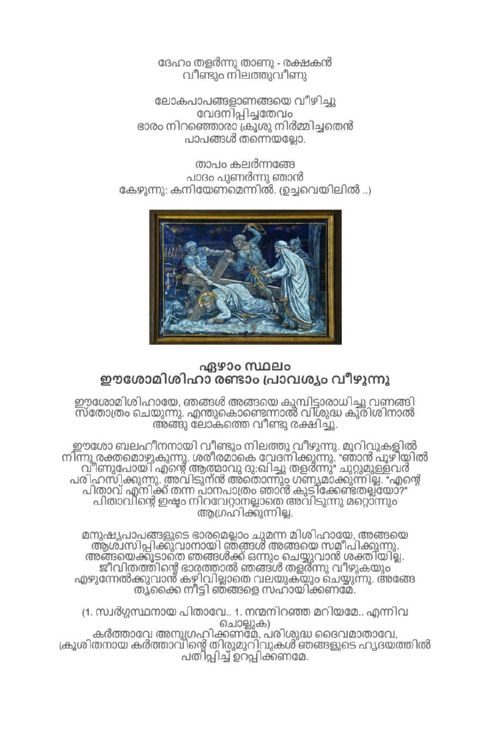 ദേഹം തളർന്നു താണു - രക്ഷകൻ
വീണ്ടും നിലത്തുവീണു
ലോകപാപങ്ങളാണങ്ങയെ വീഴിച്ചു
വേദനിപ്പിച്ചതേവം
ഭാരം നിറഞ്ഞൊരാ ക്രൂശു നിർമ്മിച്ചതെൻ
പാപങ്ങൾ തന്നെയല്ലോ.
താപം കലർന്നങ്ങേ
പാദം പുണർന്നു ഞാൻ
കേഴുന്നു: കനിയേണമെന്നിൽ. (ഉച്ചവെയിലിൽ ..)
ഏഴാം സ്ഥലം
ഈശോമിശിഹാ രണ്ടാം പ്രാവശ്യം വീഴുന്നു
ഈശോമിശിഹായേ, ഞങ്ങൾ അങ്ങയെ കുമ്പിട്ടാരാധിച്ചു വണങ്ങി
സ്തോത്രം ചെയുന്നു. എന്തുകൊണ്ടെന്നാൽ വിശുദ്ധ കുരിശിനാൽ
അങ്ങു ലോകത്തെ വീണ്ടു രക്ഷിച്ചു.
ഈശോ ബലഹീനനായി വീണ്ടും നിലത്തു വീഴുന്നു. മുറിവുകളിൽ
നിന്നു രക്തമൊഴുകുന്നു. ശരീരമാകെ വേദനിക്കുന്നു. "ഞാൻ പൂഴിയിൽ
വീണുപോയി എന്റെ ആത്മാവു ദു:ഖിച്ചു തളർന്നു" ചുറ്റുമുള്ളവർ
പരിഹസിക്കുന്നു. അവിടുന്ന് അതൊന്നും ഗണ്യമാക്കുന്നില്ല. "എന്റെ
പിതാവ് എനിക്ക് തന്ന പാനപാത്രം ഞാൻ കുടിക്കേണ്ടതല്ലയോ?"
പിതാവിന്റെ ഇഷ്ടം നിറവേറ്റാനല്ലാതെ അവിടുന്നു മറ്റൊന്നും
ആഗ്രഹിക്കുന്നില്ല.
മനുഷ്യപാപങ്ങളുടെ ഭാരമെല്ലാം ചുമന്ന മിശിഹായേ, അങ്ങയെ
ആശ്വസിപ്പിക്കുവാനായി ഞങ്ങൾ അങ്ങയെ സമീപിക്കുന്നു.
അങ്ങയെക്കൂടാതെ ഞങ്ങൾക്ക് ഒന്നും ചെയ്യുവാൻ ശക്തിയില്ല.
ജീവിതത്തിന്റെ ഭാരത്താൽ ഞങ്ങൾ തളർന്നു വീഴുകയും
എഴുന്നേൽക്കുവാൻ കഴിവില്ലാതെ വലയുകയും ചെയ്യുന്നു. അങ്ങേ
തൃക്കൈ നീട്ടി ഞങ്ങളെ സഹായിക്കണമേ.
(1. സ്വർഗ്ഗസ്ഥനായ പിതാവേ.. 1. നന്മനിറഞ്ഞ മറിയമേ.. എന്നിവ
ചൊല്ലുക)
കർത്താവേ അനുഗ്രഹിക്കണമേ, പരിശുദ്ധ ദൈവമാതാവേ,
ക്രൂശിതനായ കർത്താവിന്റെ തിരുമുറിവുകൾ ഞങ്ങളുടെ ഹൃദയത്തിൽ
പതിപ്പിച്ച് ഉറപ്പിക്കണമേ.